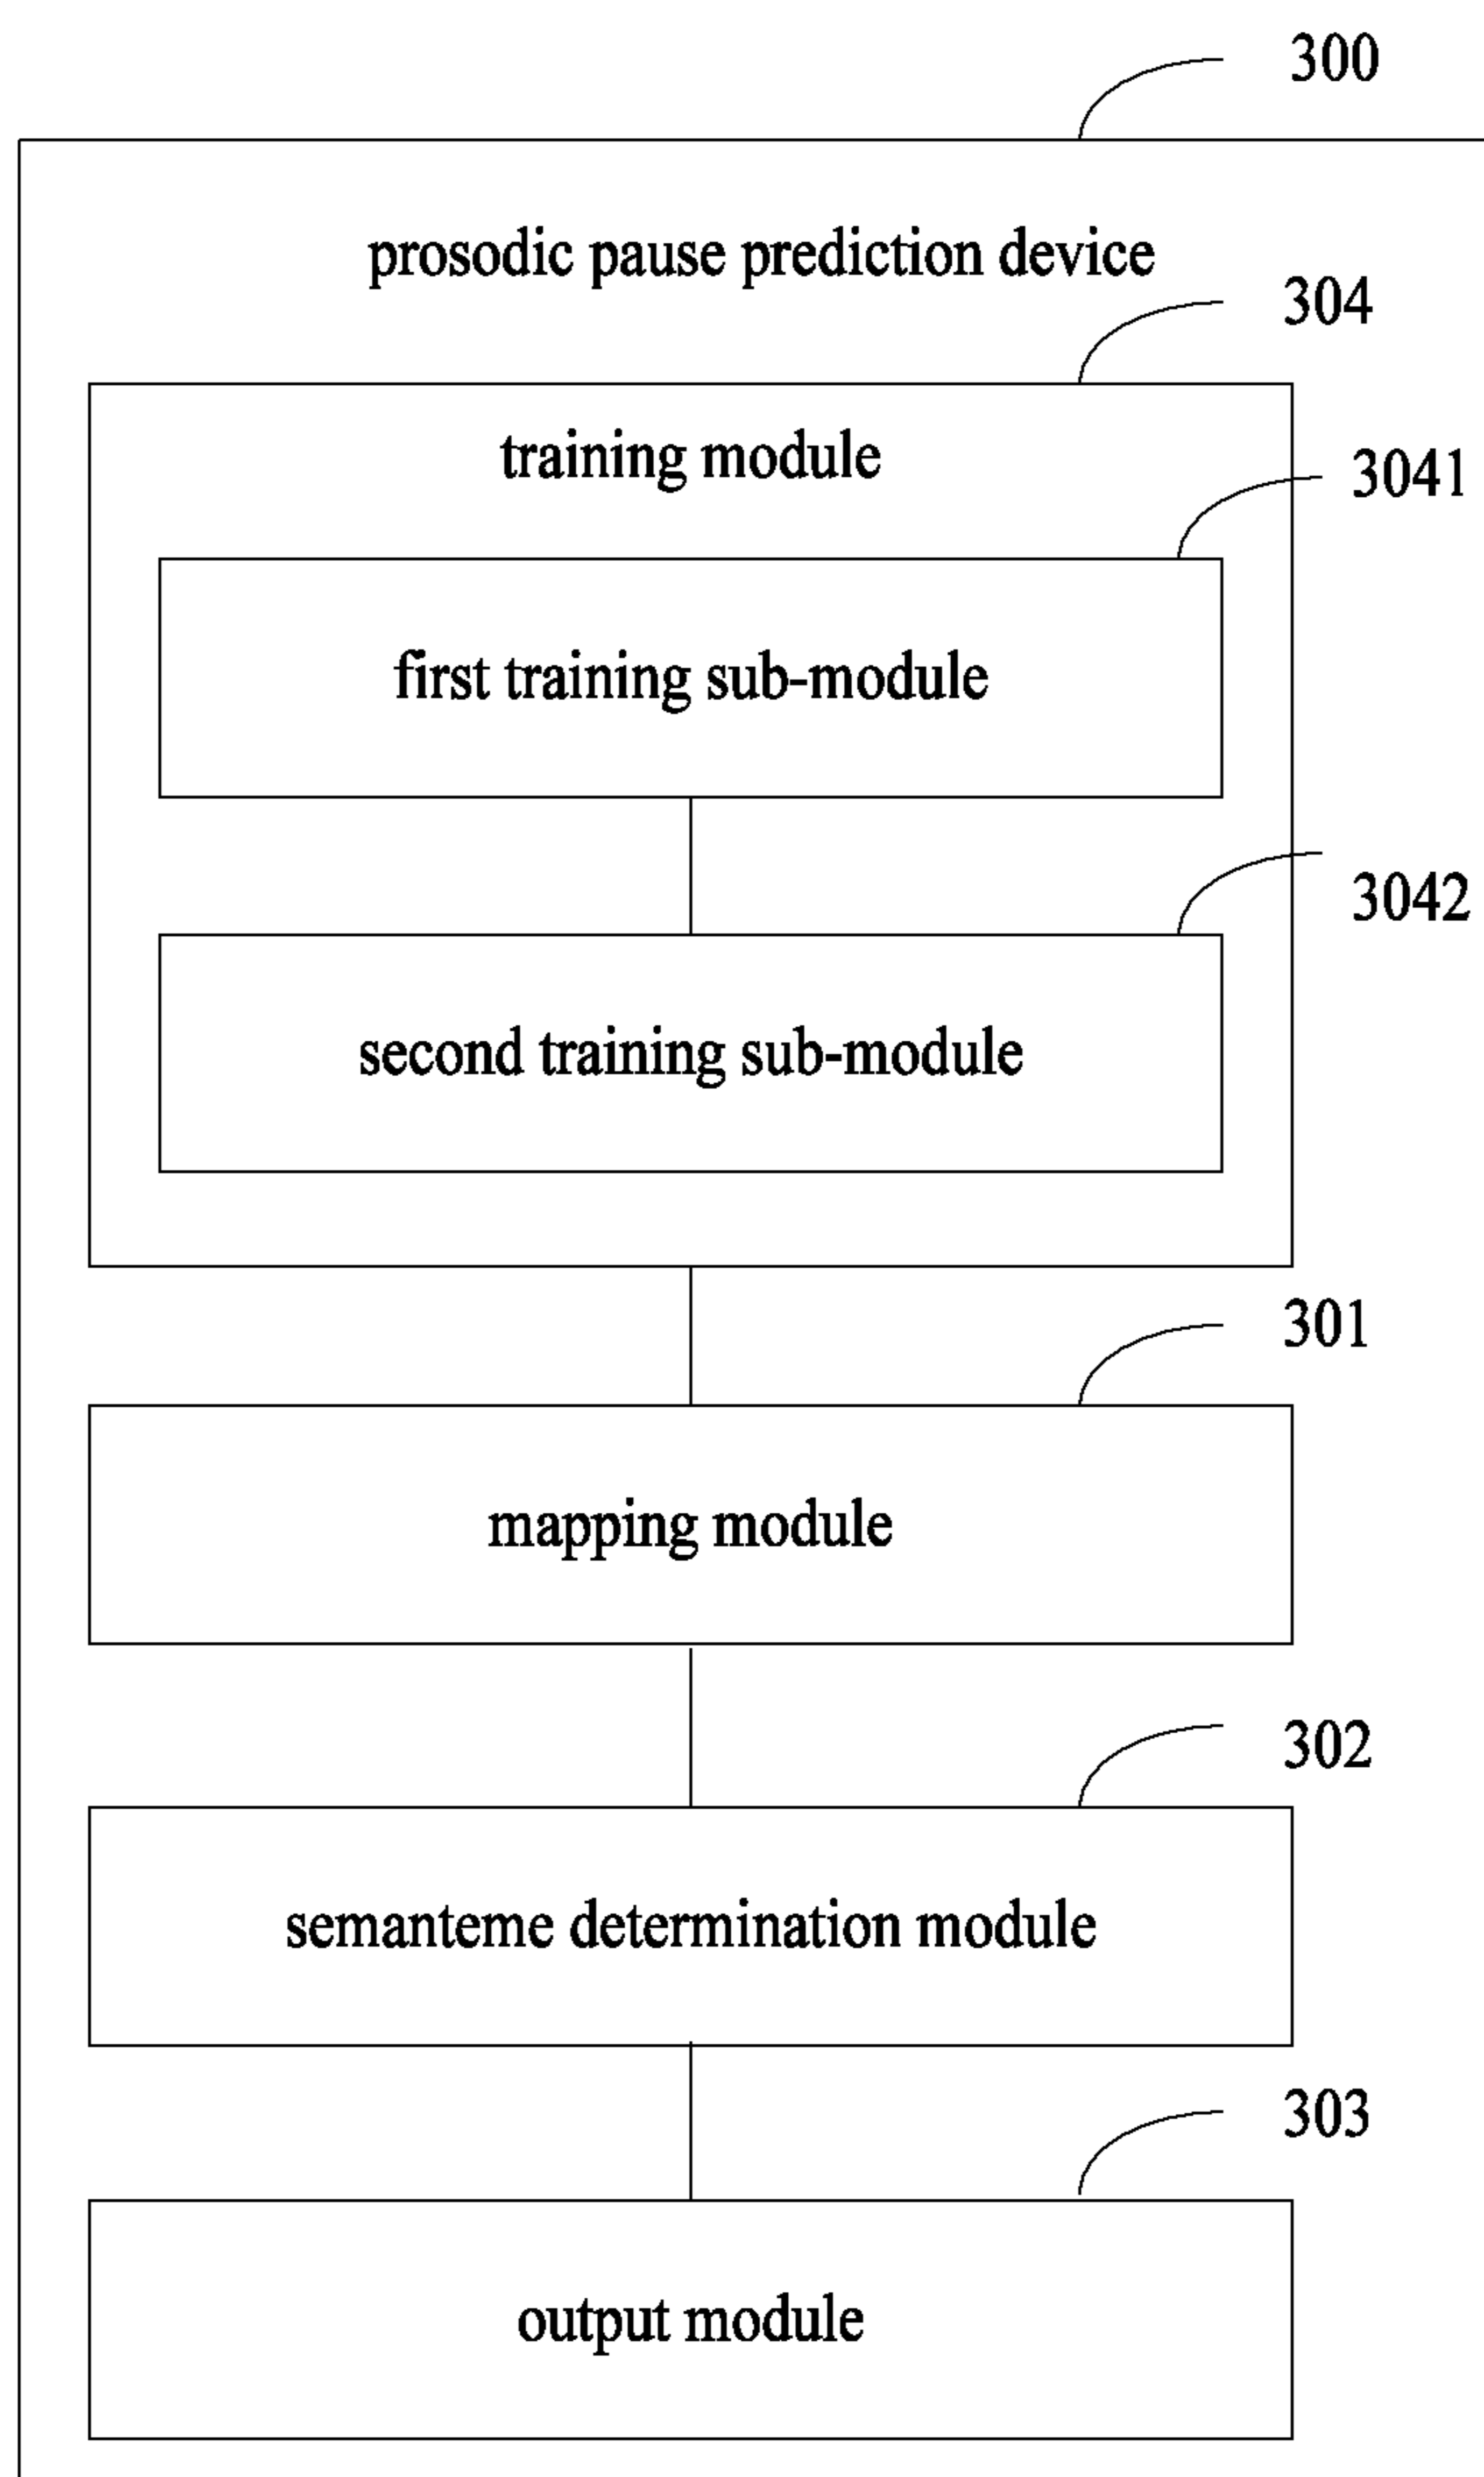 300
prosodic pause prediction device
304
training module
3041
first training sub-module
3042
second training sub-module
301
mapping module
302
semanteme determination module
303
output module